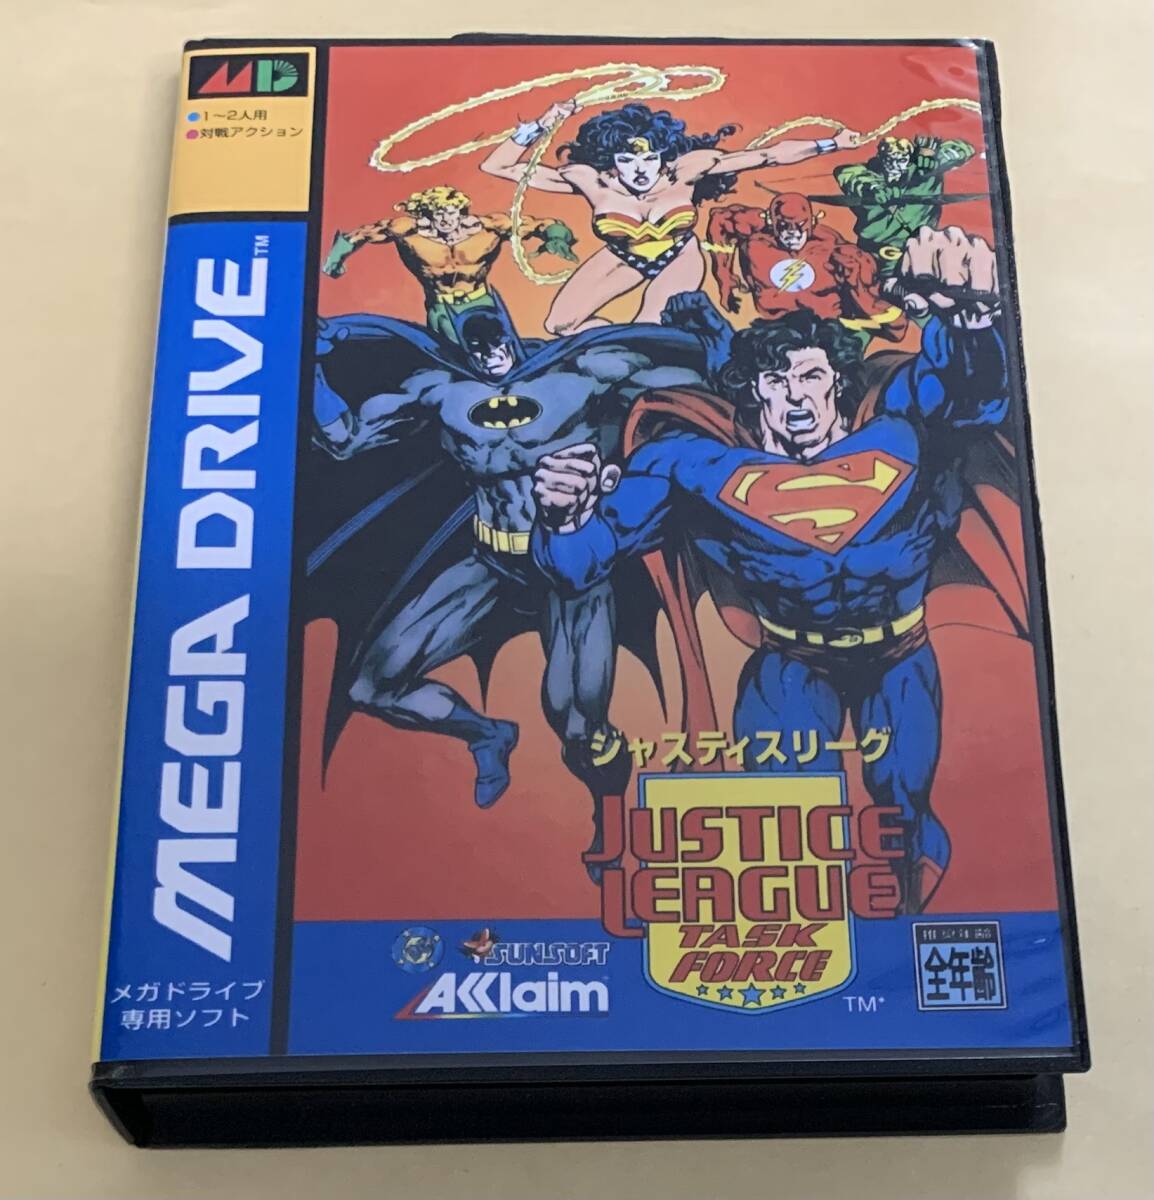 MD
●1〜2人用
●対戦アクション
MEGA DRIVE™
メガドライブ
専用ソフト
G
ジャスティスリーグ
JUSTICE
LEAGUE
TASK
FORCE
TM*
SUNSOFT
AKKlaim
全年齢